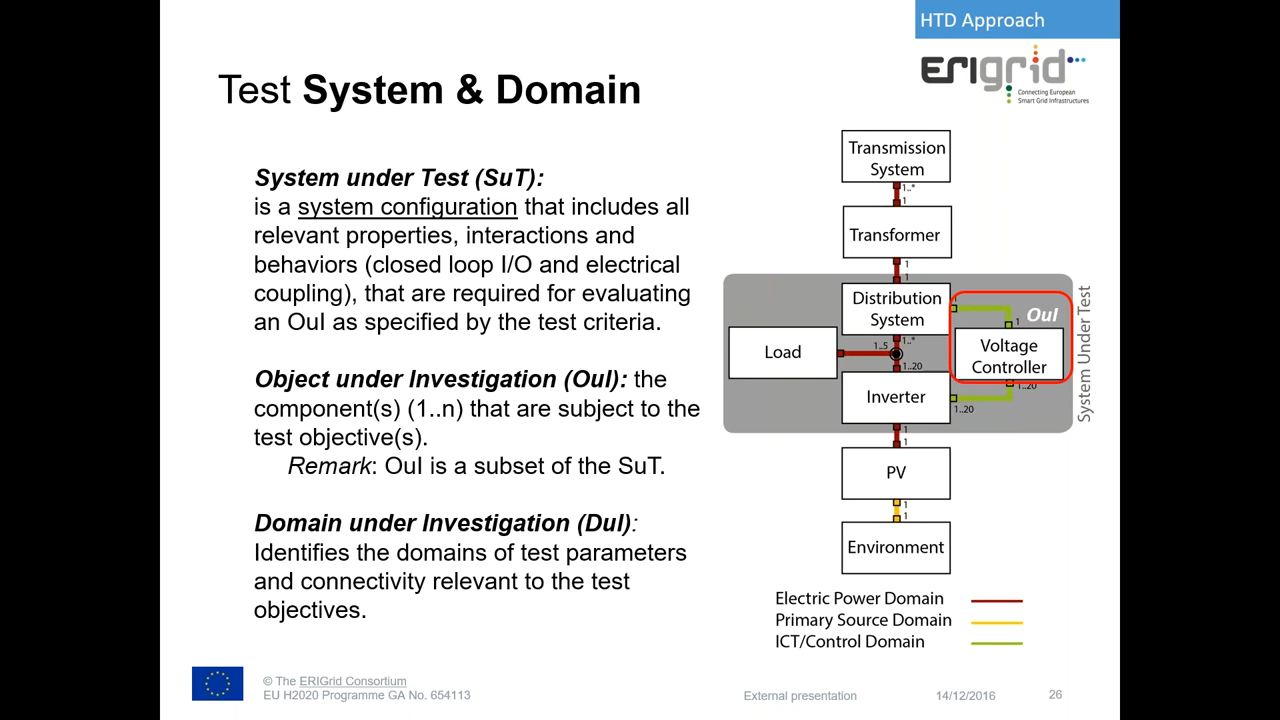 HTD Approach
ERIgrid
Connecting European
Smart Grid Infrastructures
Test System & Domain
System under Test (SuT):
is a system configuration that includes all
relevant properties, interactions and
behaviors (closed loop I/O and electrical
coupling), that are required for evaluating
an OuI as specified by the test criteria.
Object under Investigation (OuI): the
component(s) (1..n) that are subject to the
test objective(s).
Remark: OuI is a subset of the SuT.
Domain under Investigation (DuI):
Identifies the domains of test parameters
and connectivity relevant to the test
objectives.
Transmission
System
1..*
1
Transformer
1
1
Distribution
System
1
OuI
1
Voltage
Controller
1..20
System Under Test
Load
1..5
1..*
1..20
Inverter
1..20
1
1
PV
1
1
Environment
Electric Power Domain
Primary Source Domain
ICT/Control Domain
© The ERIGrid Consortium
EU H2020 Programme GA No. 654113
External presentation
14/12/2016
26